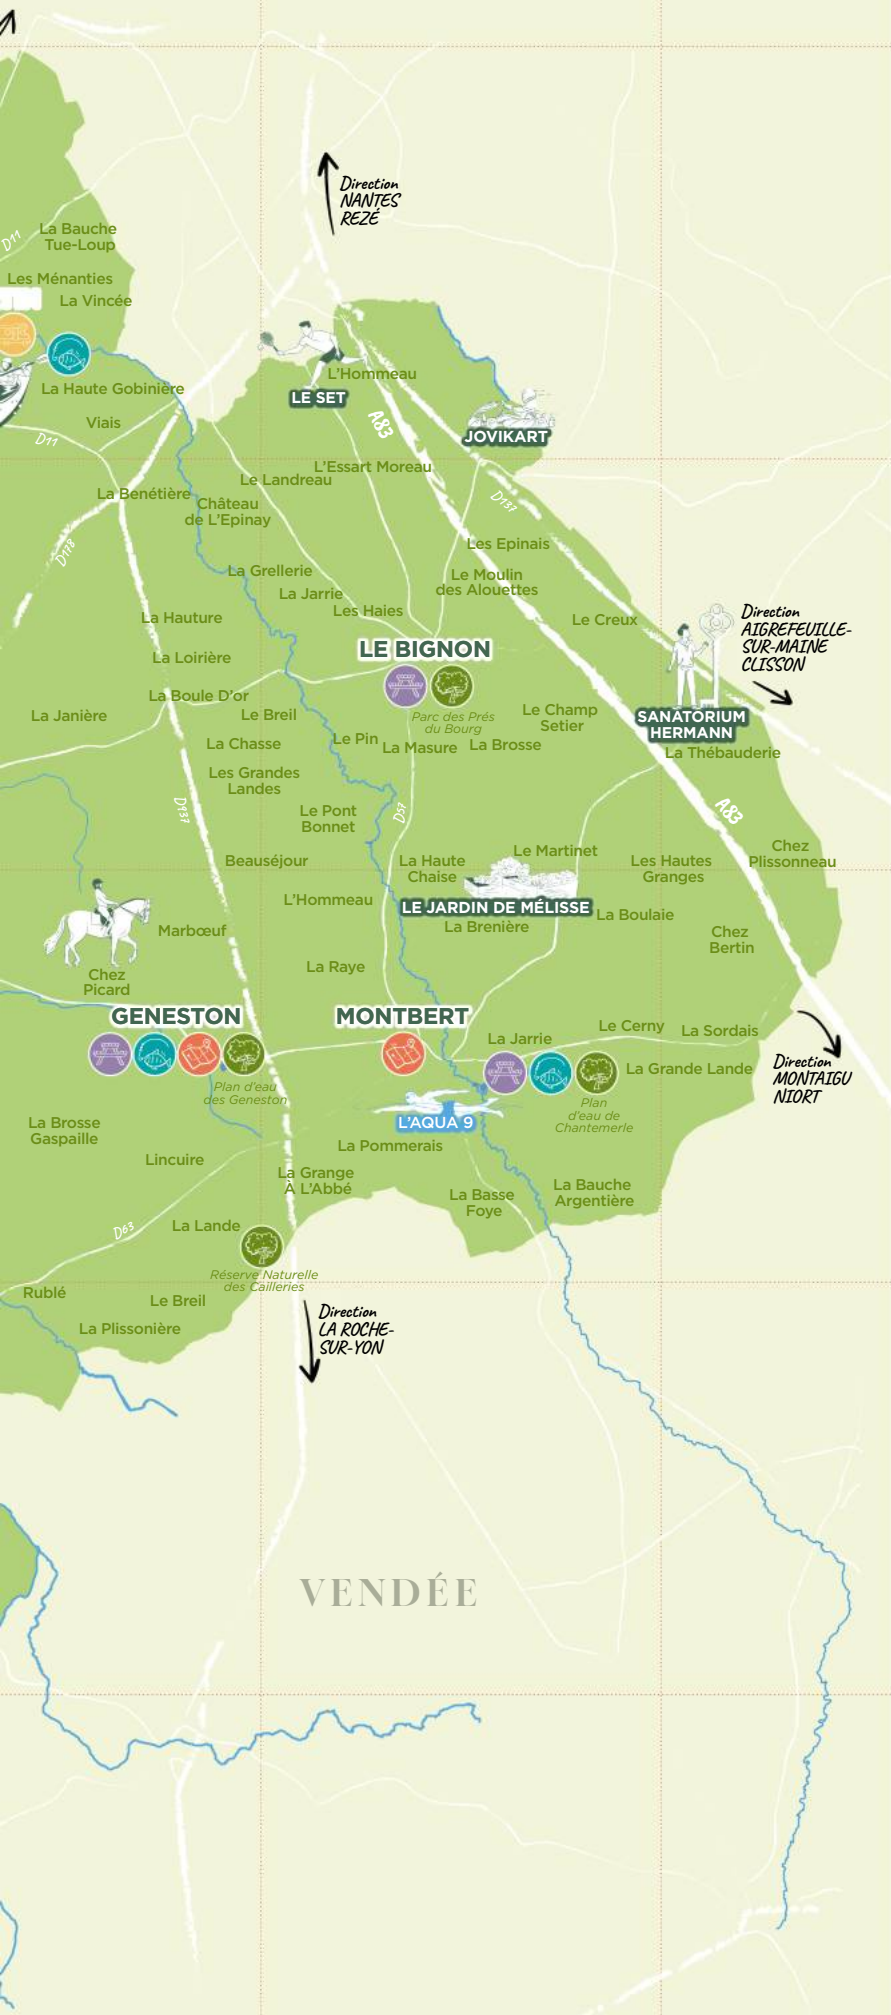 Direction
NANTES
REZÉ
D11
La Bauche
Tue-Loup
Les Ménanties
La Vincée
L'Hommeau
LE SET
La Haute Gobinière
Viais
D11
A83
JOVIKART
L'Essart Moreau
Le Landreau
La Benétière
Château
de L'Epinay
D137
D178
Les Epinais
La Grellerie
Le Moulin
des Alouettes
La Jarrie
Les Haies
La Hauture
Le Creux
Direction
AIGREFEUILLE-
SUR-MAINE
CLISSON
LE BIGNON
La Loirière
La Boule D'or
Parc des Prés
du Bourg
La Janière
Le Breil
Le Champ
Setier
SANATORIUM
HERMANN
La Chasse
Le Pin
La Masure
La Brosse
La Thébauderie
Les Grandes
Landes
D937
D57
A83
Le Pont
Bonnet
Beauséjour
La Haute
Chaise
Le Martinet
Les Hautes
Granges
Chez
Plissonneau
L'Hommeau
LE JARDIN DE MÉLISSE
La Boulaie
La Brenière
Marbœuf
Chez
Bertin
La Raye
Chez
Picard
GENESTON
MONTBERT
La Jarrie
Le Cerny
La Sordais
La Grande Lande
Direction
MONTAIGU
NIORT
Plan d'eau
des Geneston
Plan
d'eau de
Chantemerle
L'AQUA 9
La Brosse
Gaspaille
La Pommerais
Lincuire
La Grange
À L'Abbé
La Basse
Foye
La Bauche
Argentière
D63
La Lande
Réserve Naturelle
des Cailleries
Rublé
Le Breil
La Plissonière
Direction
LA ROCHE-
SUR-YON
VENDÉE